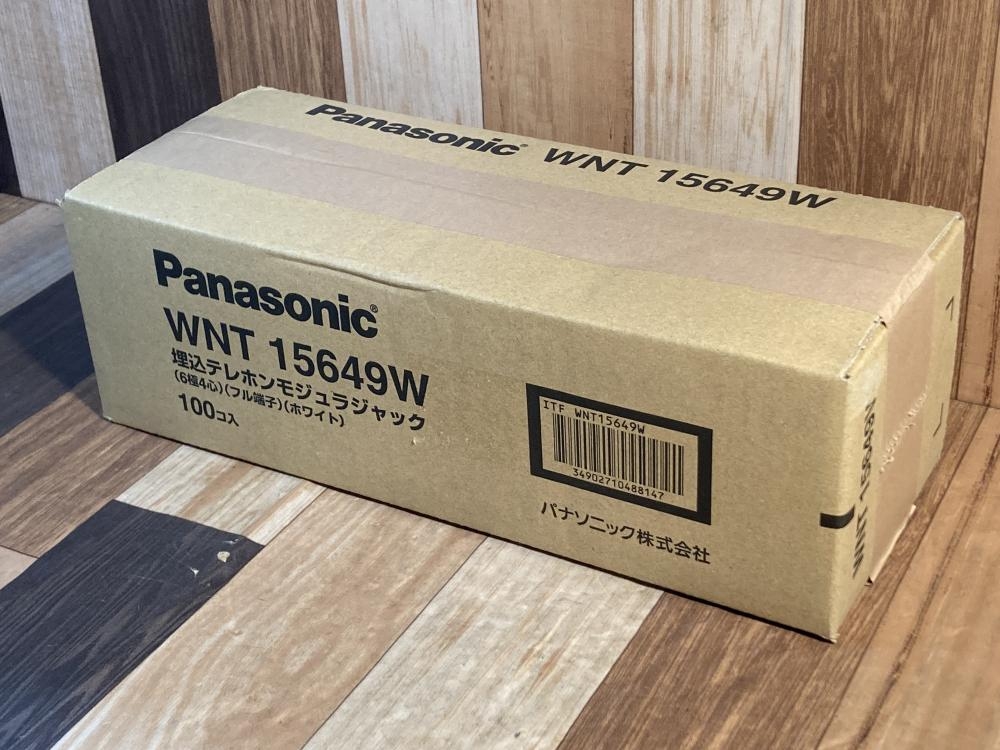 Panasonic® WNT 15649W
Panasonic®
WNT 15649W
埋込テレホンモジュラジャック
(6極4心)(フル端子)(ホワイト)
100コ入
ITF WNT15649W
34902710488147
パナソニック株式会社
WNT 15649W